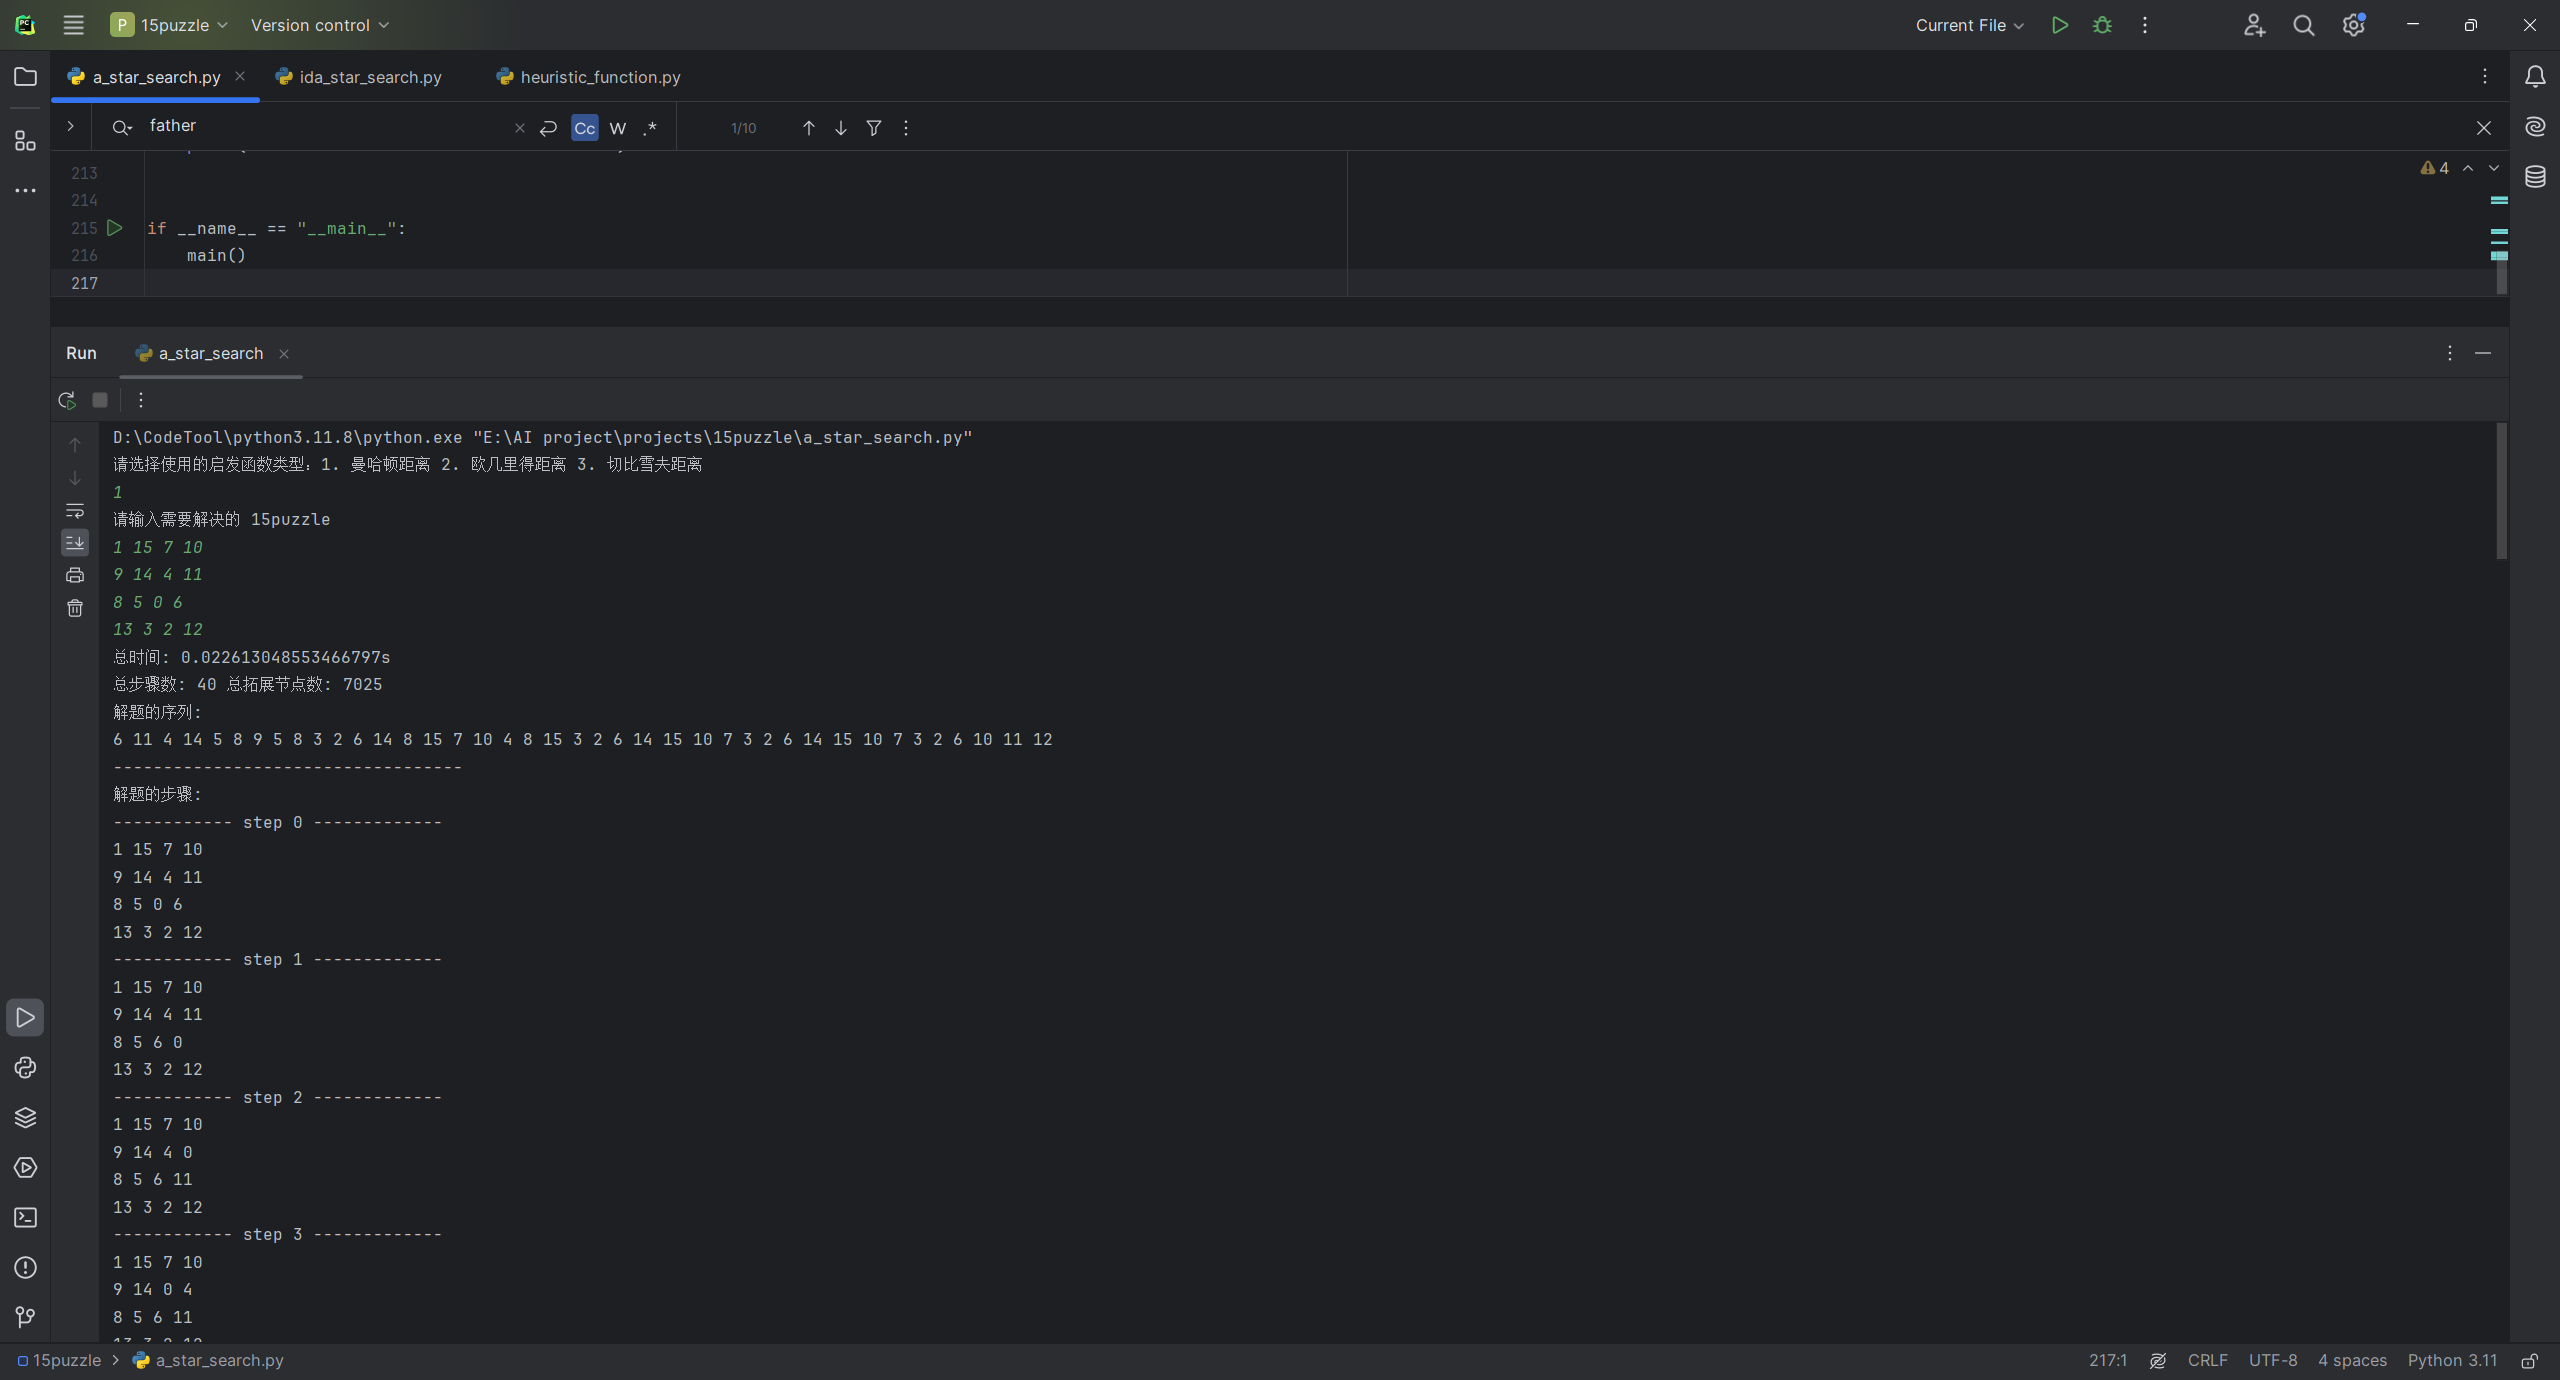 PC
P 15puzzle Version control Current File
a_star_search.py ida_star_search.py heuristic_function.py
father Cc W .* 1/10
213 4
214
215 if __name__ == "__main__":
216 main()
217
Run a_star_search
D:\CodeTool\python3.11.8\python.exe "E:\AI project\projects\15puzzle\a_star_search.py"
请选择使用的启发函数类型：1. 曼哈顿距离 2. 欧几里得距离 3. 切比雪夫距离
1
请输入需要解决的 15puzzle
1 15 7 10
9 14 4 11
8 5 0 6
13 3 2 12
总时间: 0.022613048553466797s
总步骤数: 40 总拓展节点数: 7025
解题的序列:
6 11 4 14 5 8 9 5 8 3 2 6 14 8 15 7 10 4 8 15 3 2 6 14 15 10 7 3 2 6 14 15 10 7 3 2 6 10 11 12
-----------------------------------
解题的步骤:
------------ step 0 -------------
1 15 7 10
9 14 4 11
8 5 0 6
13 3 2 12
------------ step 1 -------------
1 15 7 10
9 14 4 11
8 5 6 0
13 3 2 12
------------ step 2 -------------
1 15 7 10
9 14 4 0
8 5 6 11
13 3 2 12
------------ step 3 -------------
1 15 7 10
9 14 0 4
8 5 6 11
13 3 2 12
15puzzle > a_star_search.py 217:1 CRLF UTF-8 4 spaces Python 3.11